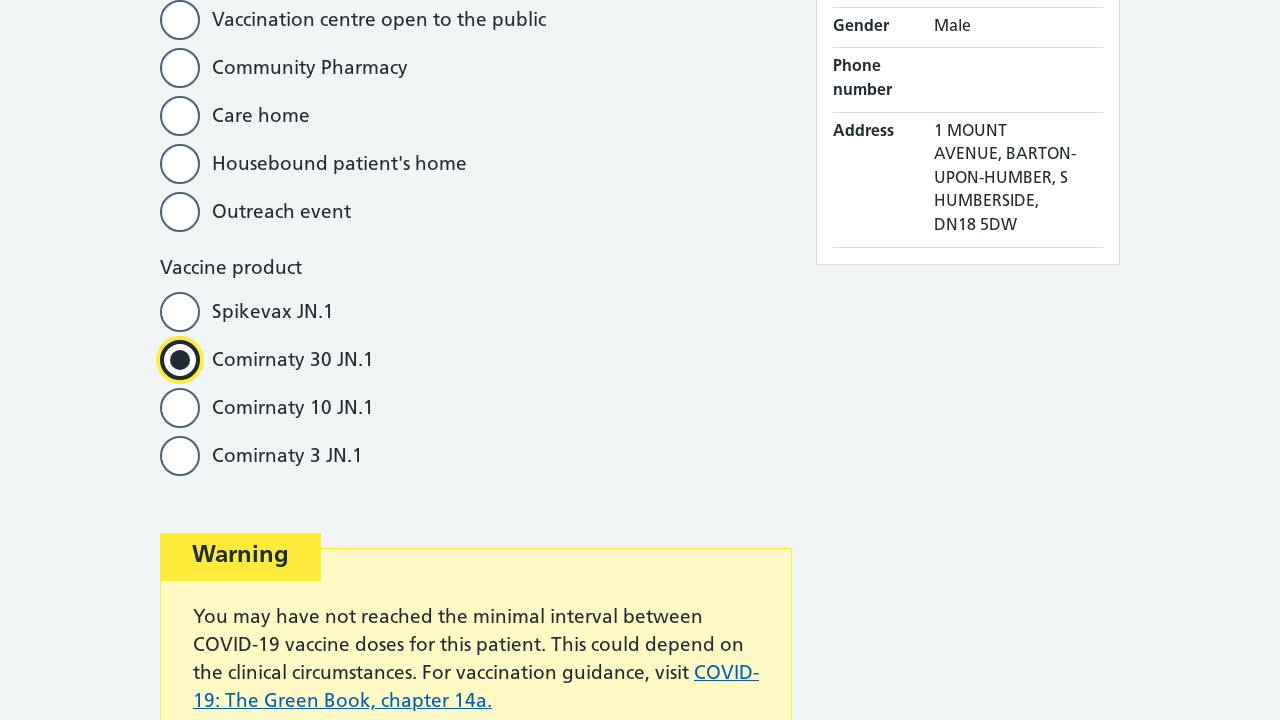 Vaccination centre open to the public
Community Pharmacy
Care home
Housebound patient's home
Outreach event
Vaccine product
Spikevax JN.1
Comirnaty 30 JN.1
Comirnaty 10 JN.1
Comirnaty 3 JN.1
Warning
You may have not reached the minimal interval between
COVID-19 vaccine doses for this patient. This could depend on
the clinical circumstances. For vaccination guidance, visit COVID-
19: The Green Book, chapter 14a.
Gender Male
Phone
number
Address 1 MOUNT
AVENUE, BARTON-
UPON-HUMBER, S
HUMBERSIDE,
DN18 5DW